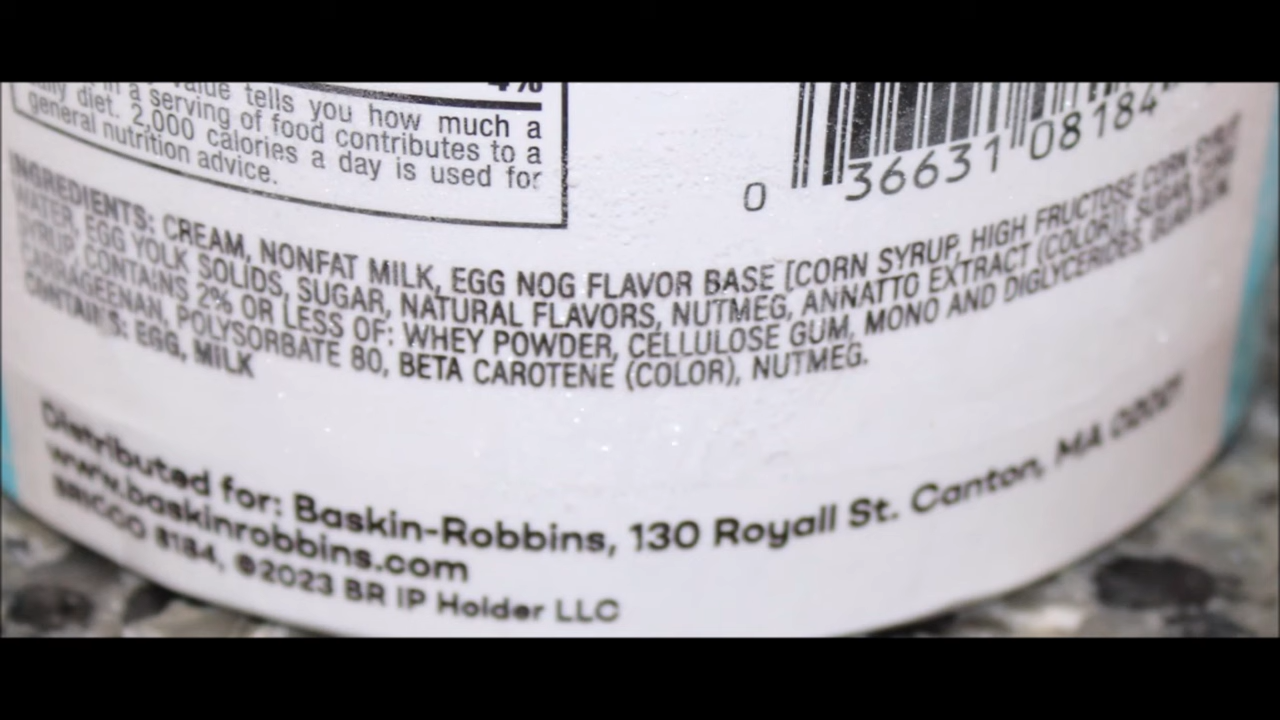 4%
value tells you how much a
in a serving of food contributes to a
daily diet. 2,000 calories a day is used for
general nutrition advice.
0 36631 08184
INGREDIENTS: CREAM, NONFAT MILK, EGG NOG FLAVOR BASE [CORN SYRUP, HIGH FRUCTOSE CORN SYRUP,
WATER, EGG YOLK SOLIDS, SUGAR, NATURAL FLAVORS, NUTMEG, ANNATTO EXTRACT (COLOR)], SUGAR, CORN
SYRUP, CONTAINS 2% OR LESS OF: WHEY POWDER, CELLULOSE GUM, MONO AND DIGLYCERIDES, GUAR GUM,
CARRAGEENAN, POLYSORBATE 80, BETA CAROTENE (COLOR), NUTMEG.
CONTAINS: EGG, MILK
Distributed for: Baskin-Robbins, 130 Royall St. Canton, MA 02021
www.baskinrobbins.com
BRICCO 8184, ©2023 BR IP Holder LLC